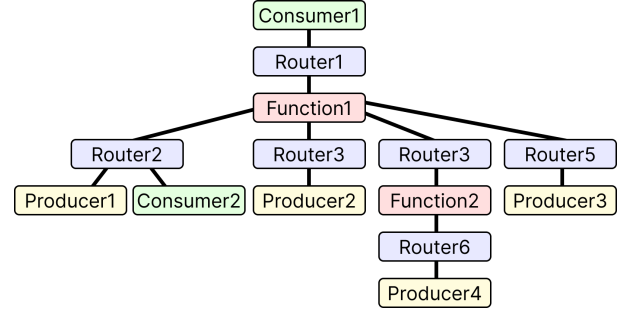 Consumer1
Router1
Function1
Router2 Router3 Router3 Router5
Producer1 Consumer2 Producer2 Function2 Producer3
Router6
Producer4